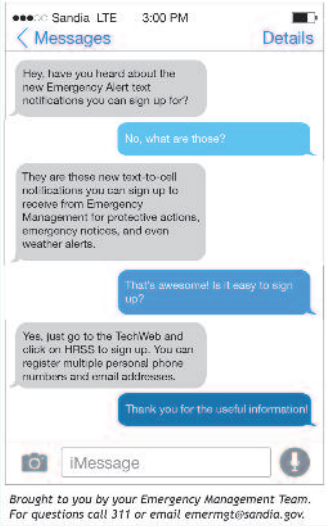 Sandia LTE 3:00 PM
Messages Details
Hey, have you heard about the
new Emergency Alert text
notifications you can sign up for?
No, what are those?
They are these new text-to-cell
notifications you can sign up to
receive from Emergency
Management for protective actions,
emergency notices, and even
weather alerts.
That's awesome! Is it easy to sign
up?
Yes, just go to the TechWeb and
click on HRSS to sign up. You can
register multiple personal phone
numbers and email addresses.
Thank you for the useful information!
iMessage
Brought to you by your Emergency Management Team.
For questions call 311 or email emermgt@sandia.gov.